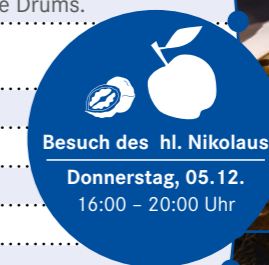 e Drums.
Besuch des hl. Nikolaus
Donnerstag, 05.12.
16:00 – 20:00 Uhr